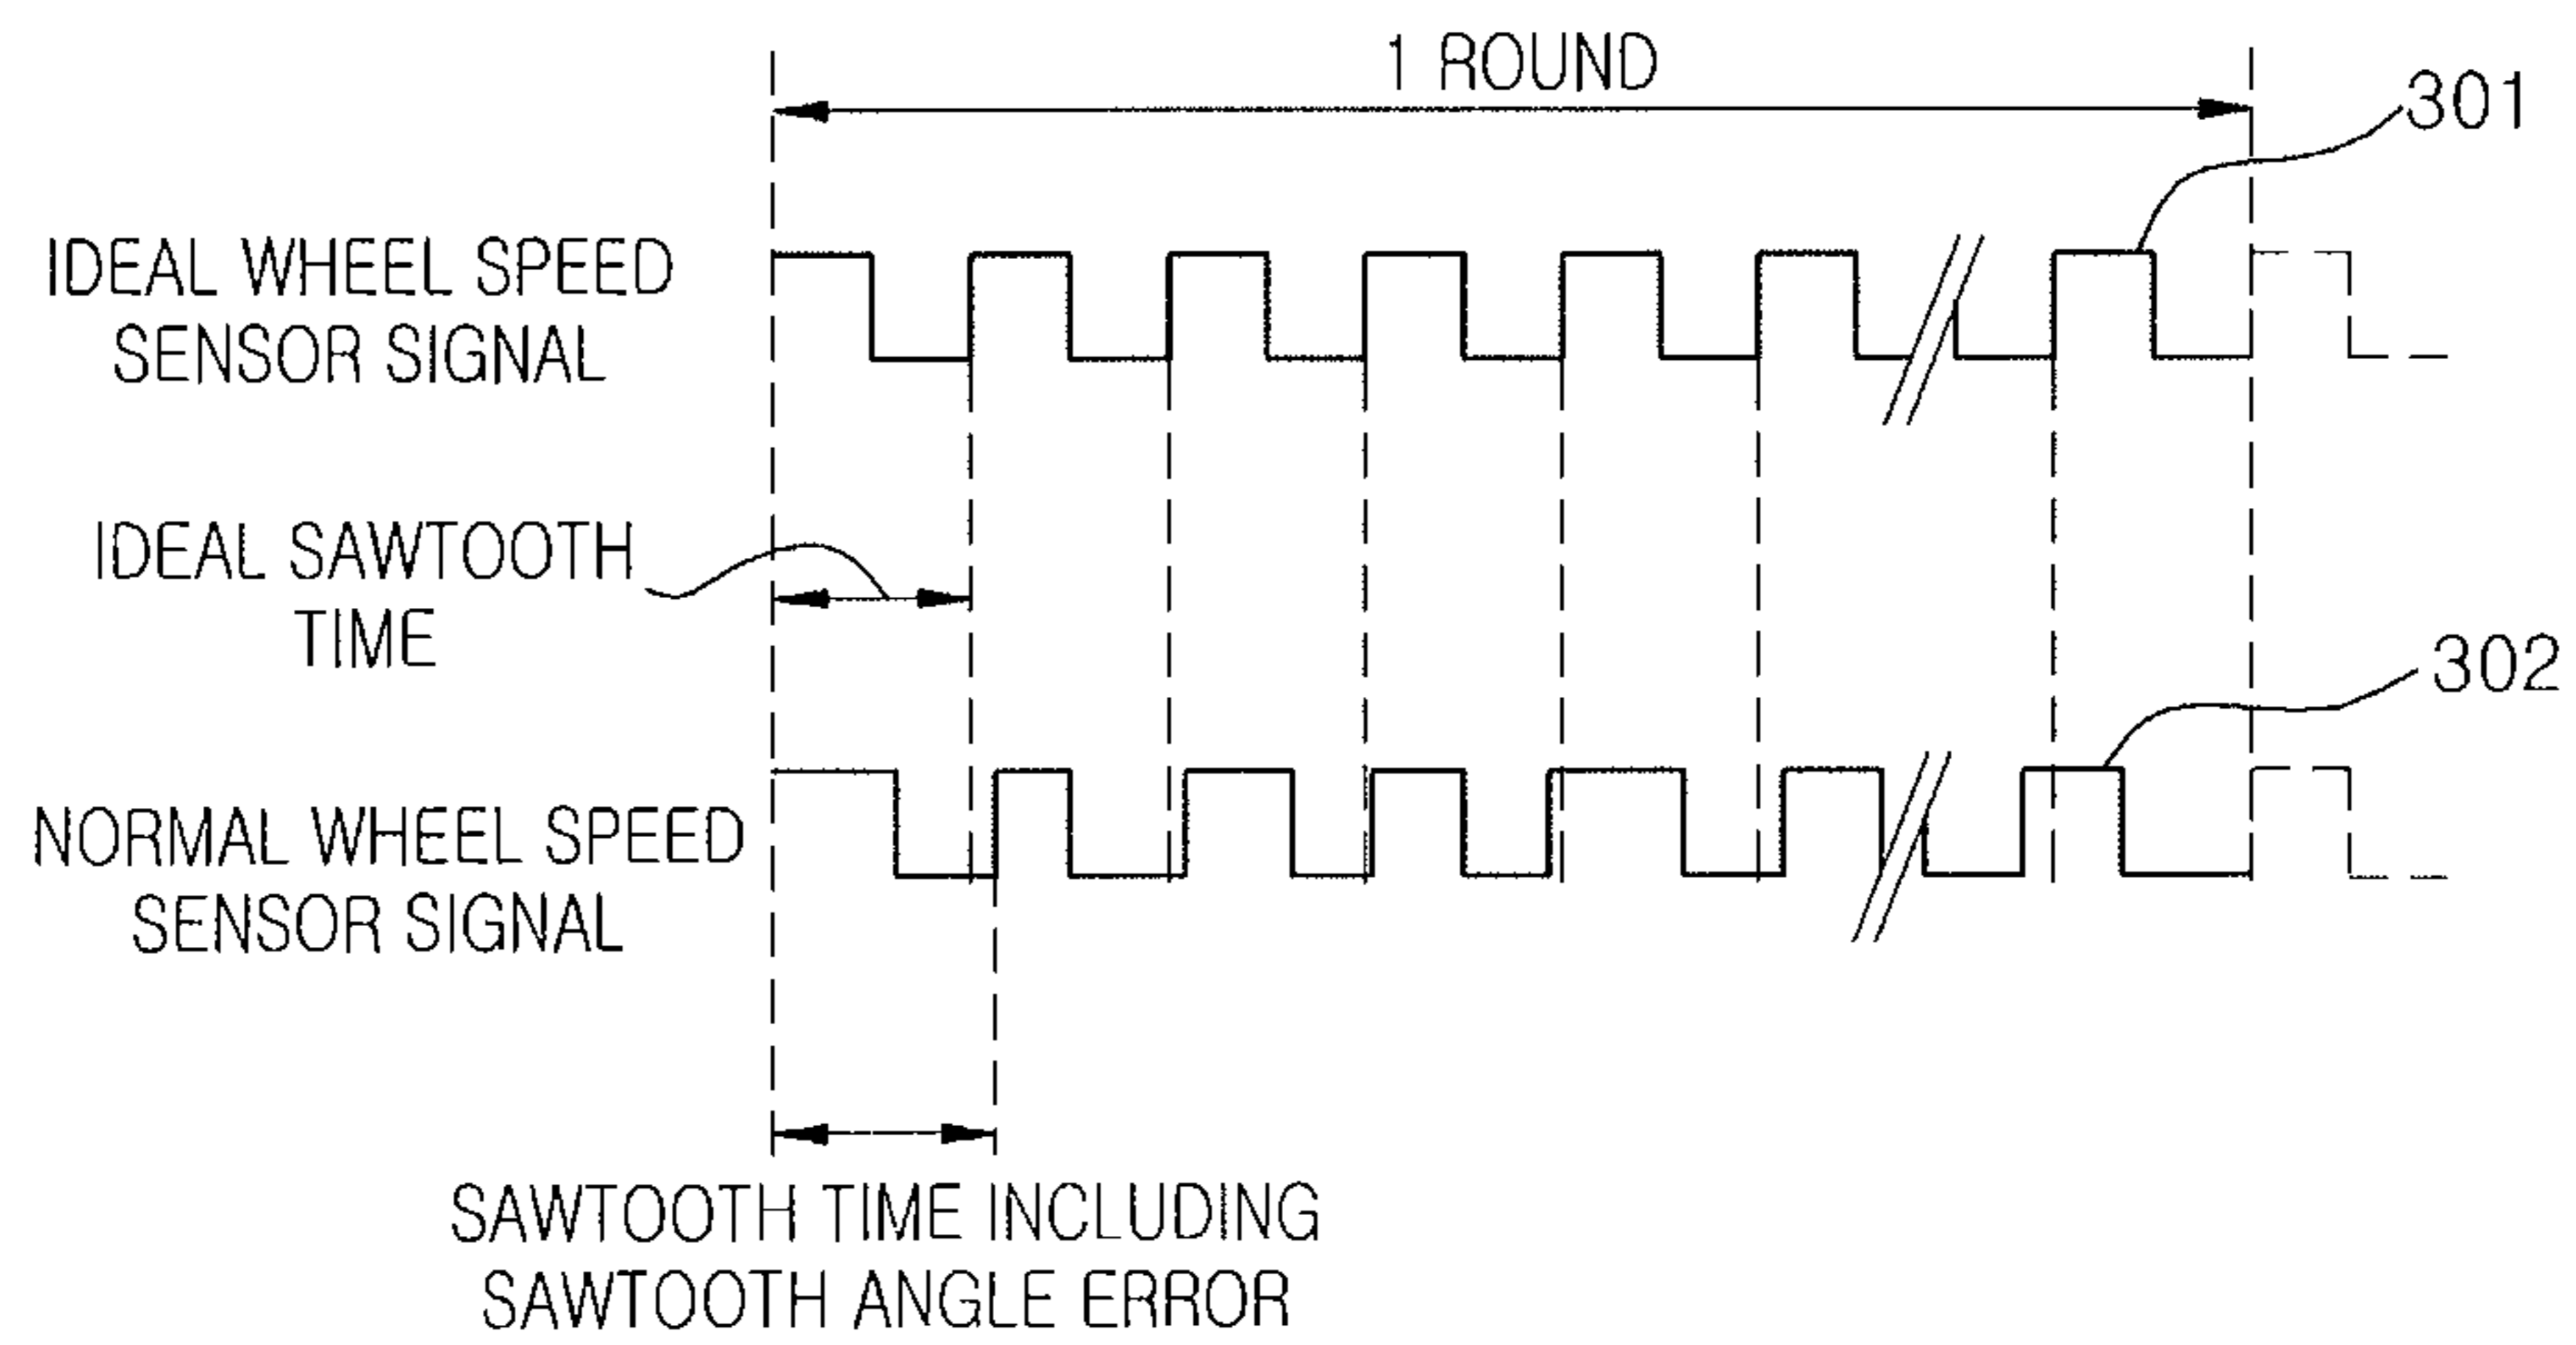 1 ROUND
301
IDEAL WHEEL SPEED
SENSOR SIGNAL
IDEAL SAWTOOTH
TIME
302
NORMAL WHEEL SPEED
SENSOR SIGNAL
SAWTOOTH TIME INCLUDING
SAWTOOTH ANGLE ERROR